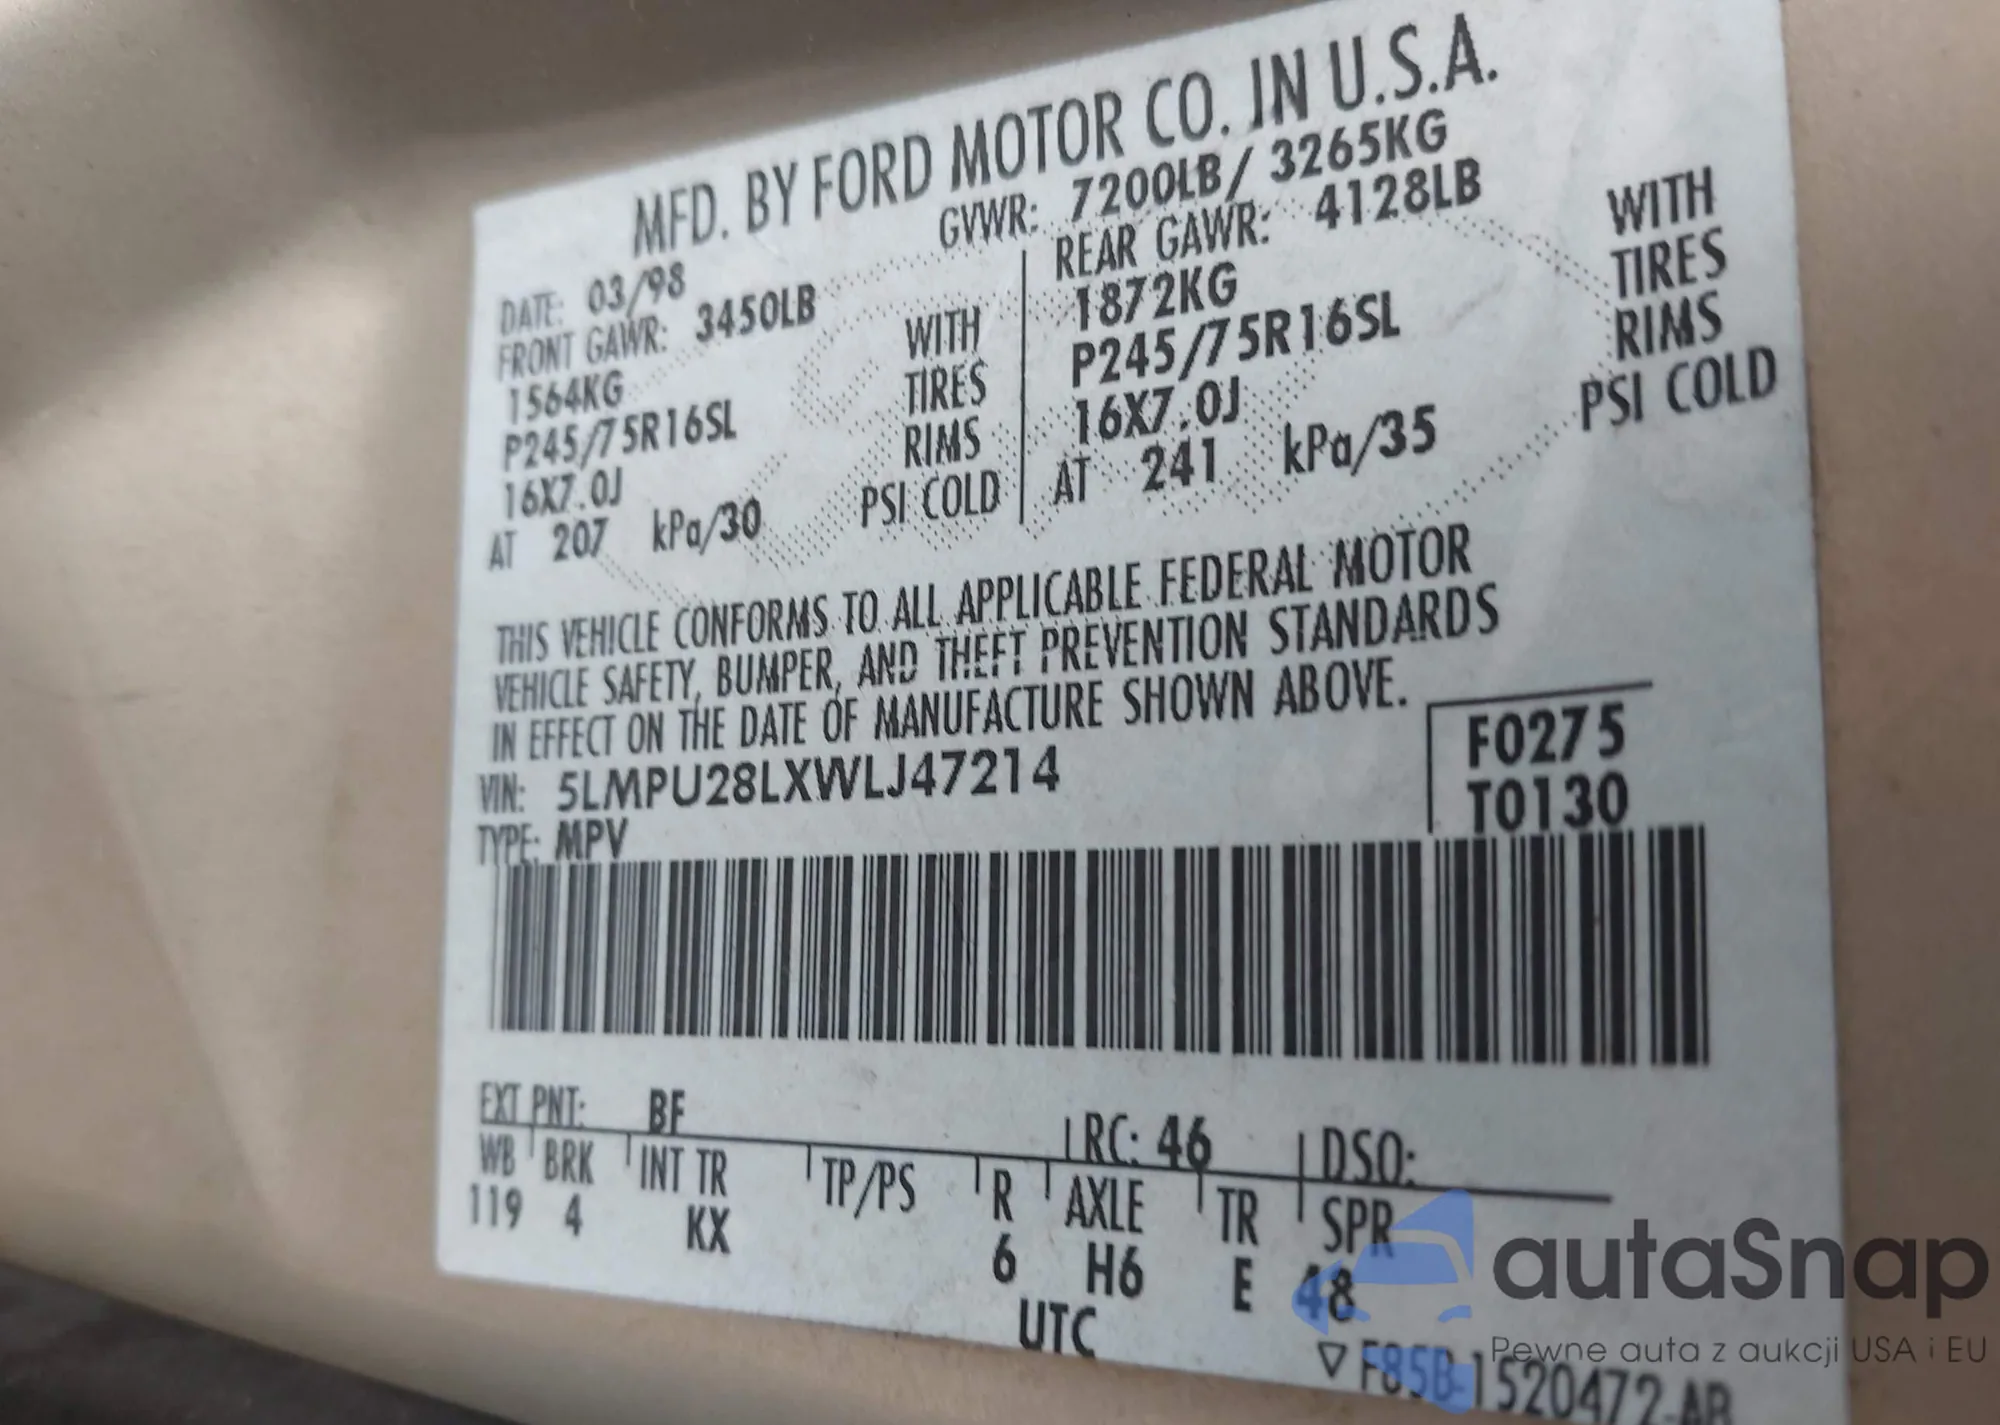 MFD. BY FORD MOTOR CO. IN U.S.A.
DATE: 03/98 GVWR: 7200LB/ 3265KG
FRONT GAWR: 3450LB
1564KG WITH
P245/75R16SL TIRES
16X7.0J RIMS
AT 207 kPa/30 PSI COLD
REAR GAWR: 4128LB
1872KG WITH
P245/75R16SL TIRES
16X7.0J RIMS
AT 241 kPa/35 PSI COLD
THIS VEHICLE CONFORMS TO ALL APPLICABLE FEDERAL MOTOR
VEHICLE SAFETY, BUMPER, AND THEFT PREVENTION STANDARDS
IN EFFECT ON THE DATE OF MANUFACTURE SHOWN ABOVE.
VIN: 5LMPU28LXWLJ47214
TYPE: MPV
F0275
T0130
EXT PNT: BF RC: 46 DSO:
WB BRK INT TR TP/PS R AXLE TR SPR
119 4 KX 6 H6 E 48
UTC
▽ F85B-1520472-AB
autaSnap
Pewne auta z aukcji USA i EU